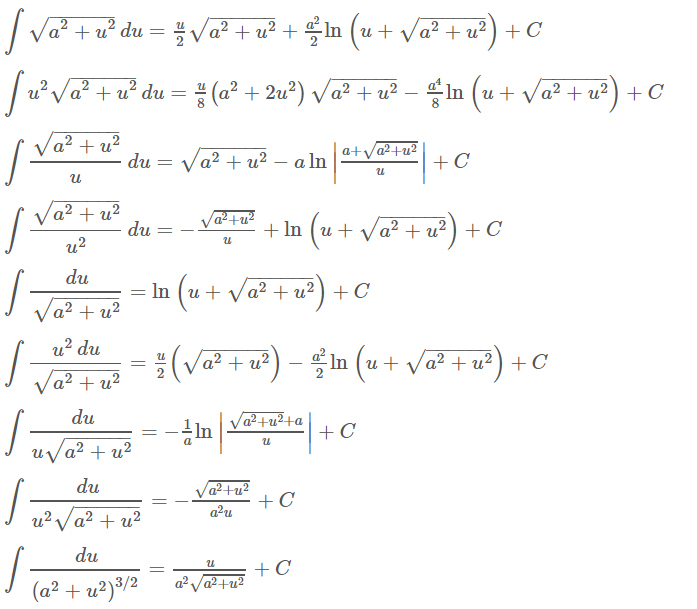 ∫ √(a² + u²) du = u/2 √(a² + u²) + a²/2 ln (u + √(a² + u²)) + C
∫ u² √(a² + u²) du = u/8 (a² + 2u²) √(a² + u²) − a⁴/8 ln (u + √(a² + u²)) + C
∫ √(a² + u²)/u du = √(a² + u²) − a ln |(a+√(a²+u²))/u| + C
∫ √(a² + u²)/u² du = − √(a²+u²)/u + ln (u + √(a² + u²)) + C
∫ du/√(a² + u²) = ln (u + √(a² + u²)) + C
∫ u² du/√(a² + u²) = u/2 (√(a² + u²)) − a²/2 ln (u + √(a² + u²)) + C
∫ du/(u√(a² + u²)) = − 1/a ln |(√(a²+u²)+a)/u| + C
∫ du/(u² √(a² + u²)) = − √(a²+u²)/(a²u) + C
∫ du/(a² + u²)^(3/2) = u/(a² √(a²+u²)) + C